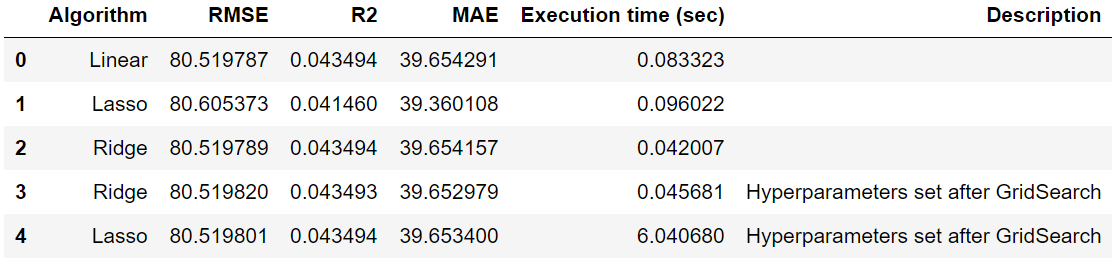 Algorithm RMSE R2 MAE Execution time (sec) Description
0 Linear 80.519787 0.043494 39.654291 0.083323
1 Lasso 80.605373 0.041460 39.360108 0.096022
2 Ridge 80.519789 0.043494 39.654157 0.042007
3 Ridge 80.519820 0.043493 39.652979 0.045681 Hyperparameters set after GridSearch
4 Lasso 80.519801 0.043494 39.653400 6.040680 Hyperparameters set after GridSearch